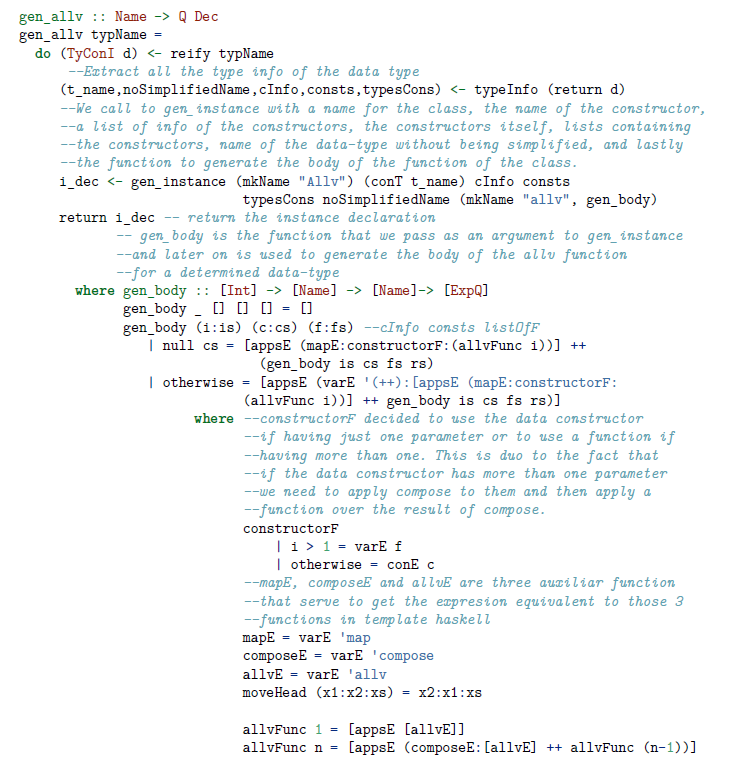 gen_allv :: Name -> Q Dec
gen_allv typName =
  do (TyConI d) <- reify typName
     --Extract all the type info of the data type
     (t_name,noSimplifiedName,cInfo,consts,typesCons) <- typeInfo (return d)
     --We call to gen_instance with a name for the class, the name of the constructor,
     --a list of info of the constructors, the constructors itself, lists containing
     --the constructors, name of the data-type without being simplified, and lastly
     --the function to generate the body of the function of the class.
     i_dec <- gen_instance (mkName "Allv") (conT t_name) cInfo consts
                            typesCons noSimplifiedName (mkName "allv", gen_body)
     return i_dec -- return the instance declaration
            -- gen_body is the function that we pass as an argument to gen_instance
            --and later on is used to generate the body of the allv function
            --for a determined data-type
       where gen_body :: [Int] -> [Name] -> [Name]-> [ExpQ]
             gen_body _ [] [] [] = []
             gen_body (i:is) (c:cs) (f:fs) --cInfo consts listOfF
                | null cs = [appsE (mapE:constructorF:(allvFunc i))] ++
                              (gen_body is cs fs rs)
                | otherwise = [appsE (varE '(++):[appsE (mapE:constructorF:
                            (allvFunc i))] ++ gen_body is cs fs rs)]
                      where --constructorF decided to use the data constructor
                            --if having just one parameter or to use a function if
                            --having more than one. This is duo to the fact that
                            --if the data constructor has more than one parameter
                            --we need to apply compose to them and then apply a
                            --function over the result of compose.
                            constructorF
                                | i > 1 = varE f
                                | otherwise = conE c
                            --mapE, composeE and allvE are three auxiliar function
                            --that serve to get the expresion equivalent to those 3
                            --functions in template haskell
                            mapE = varE 'map
                            composeE = varE 'compose
                            allvE = varE 'allv
                            moveHead (x1:x2:xs) = x2:x1:xs

                            allvFunc 1 = [appsE [allvE]]
                            allvFunc n = [appsE (composeE:[allvE] ++ allvFunc (n-1))]